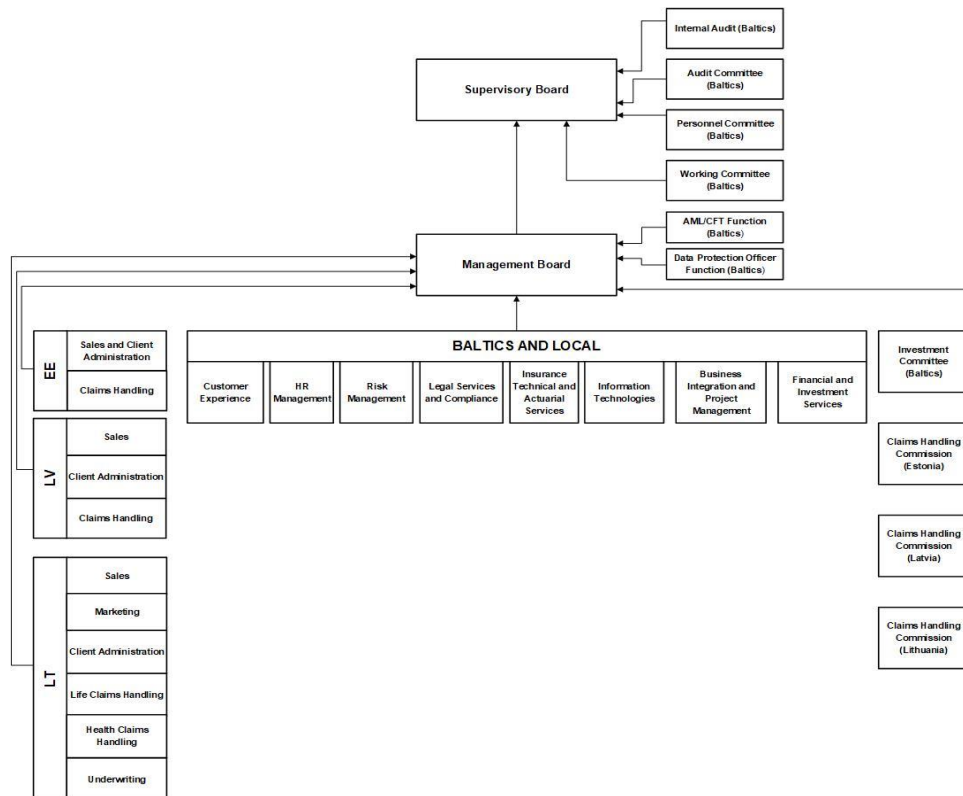 Internal Audit (Baltics)
Supervisory Board
Audit Committee
(Baltics)
Personnel Committee
(Baltics)
Working Committee
(Baltics)
AML/CFT Function
(Baltics)
Management Board
Data Protection Officer
Function (Baltics)
EE
Sales and Client
Administration
Claims Handling
LV
Sales
Client Administration
Claims Handling
LT
Sales
Marketing
Client Administration
Life Claims Handling
Health Claims
Handling
Underwriting
BALTICS AND LOCAL
Customer
Experience
HR
Management
Risk
Management
Legal Services
and Compliance
Insurance
Technical and
Actuarial
Services
Information
Technologies
Business
Integration and
Project
Management
Financial and
Investment
Services
Investment
Committee
(Baltics)
Claims Handling
Commission
(Estonia)
Claims Handling
Commission
(Latvia)
Claims Handling
Commission
(Lithuania)